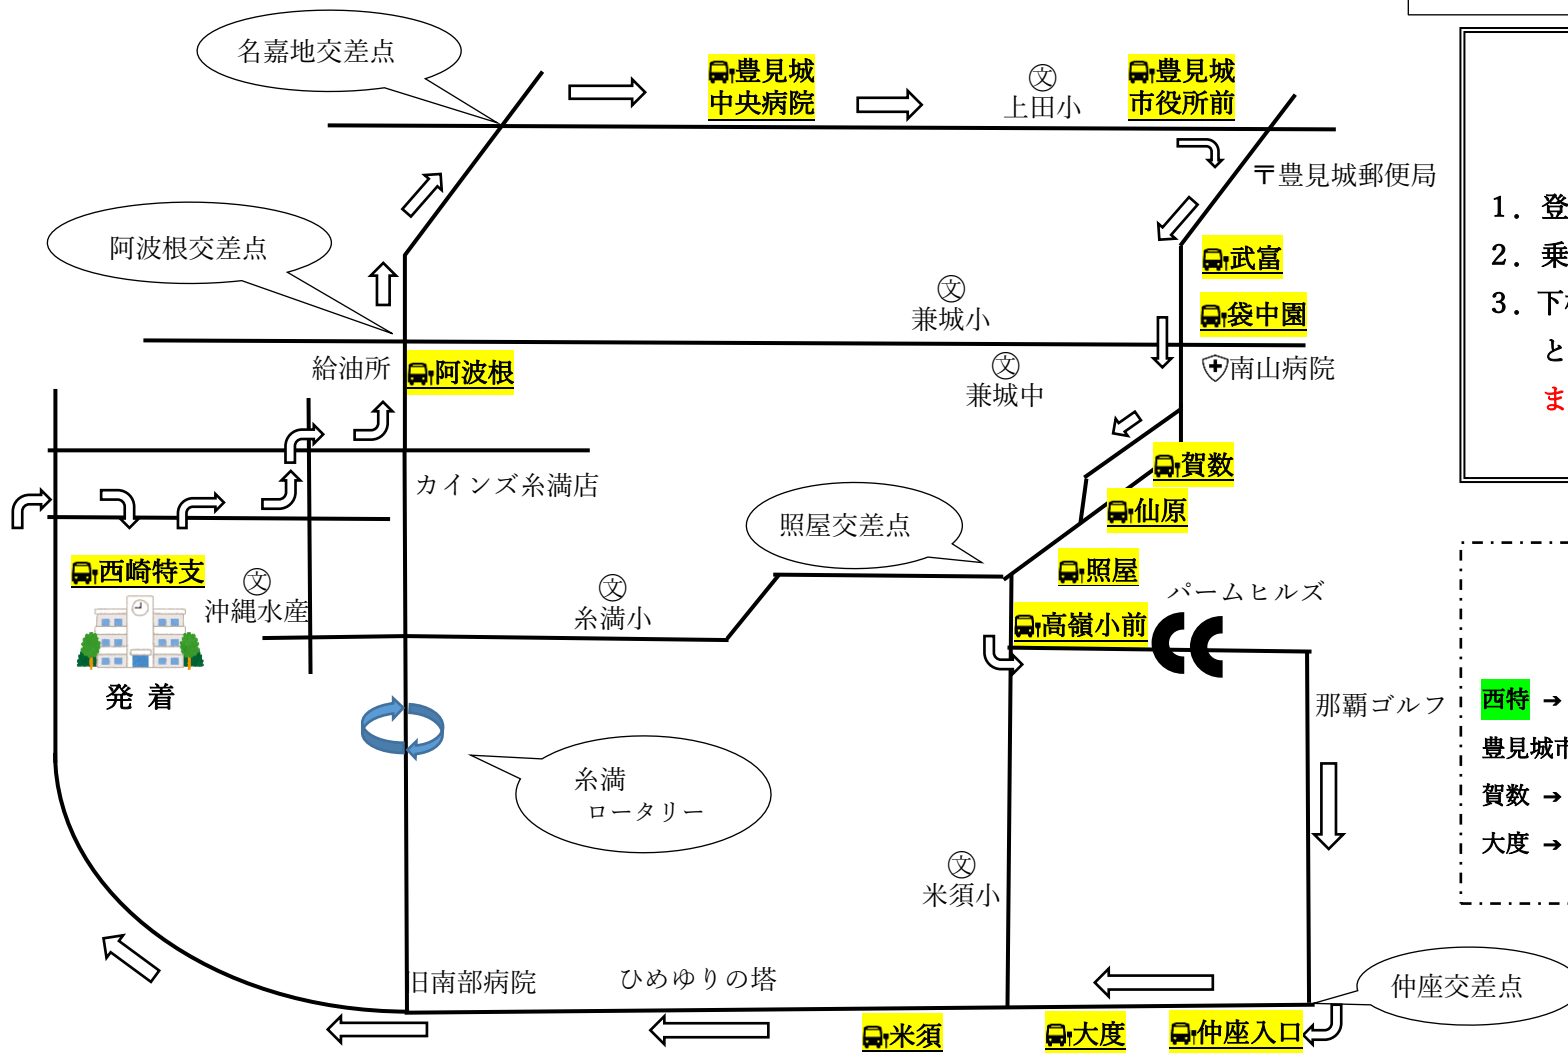 名嘉地交差点
豊見城
中央病院
文
上田小
豊見城
市役所前
〒豊見城郵便局
阿波根交差点
武富
文
兼城小
袋中園
給油所
阿波根
文
兼城中
南山病院
カインズ糸満店
賀数
仙原
照屋交差点
西崎特支
文
沖縄水産
文
糸満小
照屋
パームヒルズ
高嶺小前
発 着
那覇ゴルフ
糸満
ロータリー
文
米須小
旧南部病院
ひめゆりの塔
仲座交差点
米須
大度
仲座入口
1．登
2．乗
3．下
と
ま
西特 →
豊見城市
賀数 →
大度 →